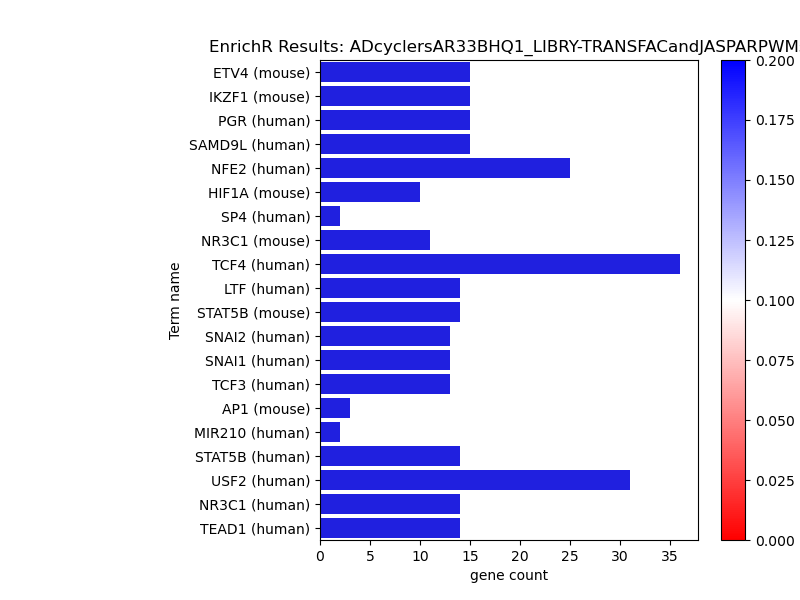 EnrichR Results: ADcyclersAR33BHQ1_LIBRY-TRANSFACandJASPARPWM
ETV4 (mouse)
IKZF1 (mouse)
PGR (human)
SAMD9L (human)
NFE2 (human)
HIF1A (mouse)
SP4 (human)
NR3C1 (mouse)
TCF4 (human)
LTF (human)
STAT5B (mouse)
SNAI2 (human)
SNAI1 (human)
TCF3 (human)
AP1 (mouse)
MIR210 (human)
STAT5B (human)
USF2 (human)
NR3C1 (human)
TEAD1 (human)
Term name
0 5 10 15 20 25 30 35
gene count
0.200
0.175
0.150
0.125
0.100
0.075
0.050
0.025
0.000